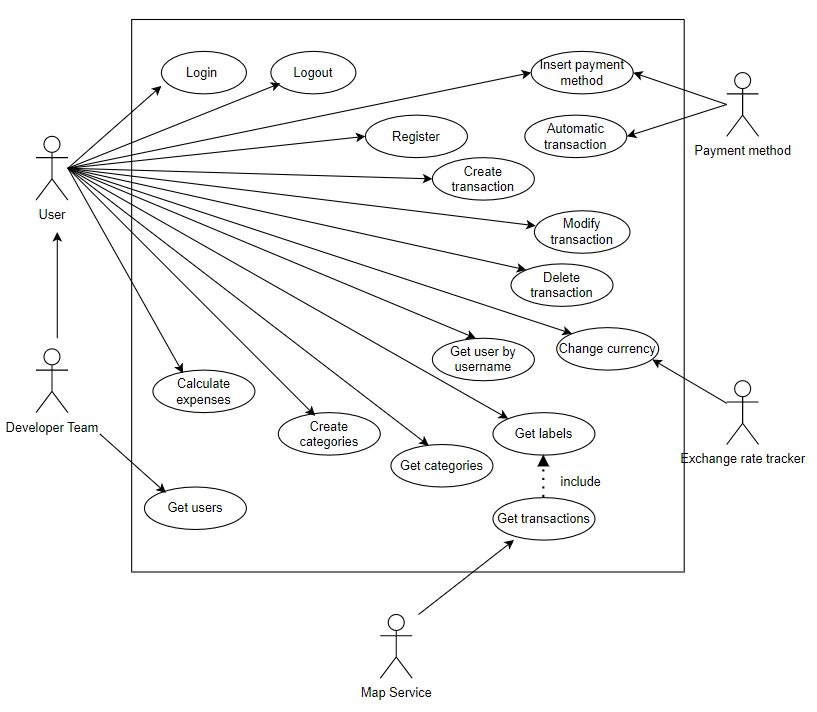 Login
Logout
Insert payment
method
Register
Automatic
transaction
Payment method
Create
transaction
User
Modify
transaction
Delete
transaction
Change currency
Get user by
username
Calculate
expenses
Developer Team
Create
categories
Get labels
Exchange rate tracker
Get categories
include
Get users
Get transactions
Map Service